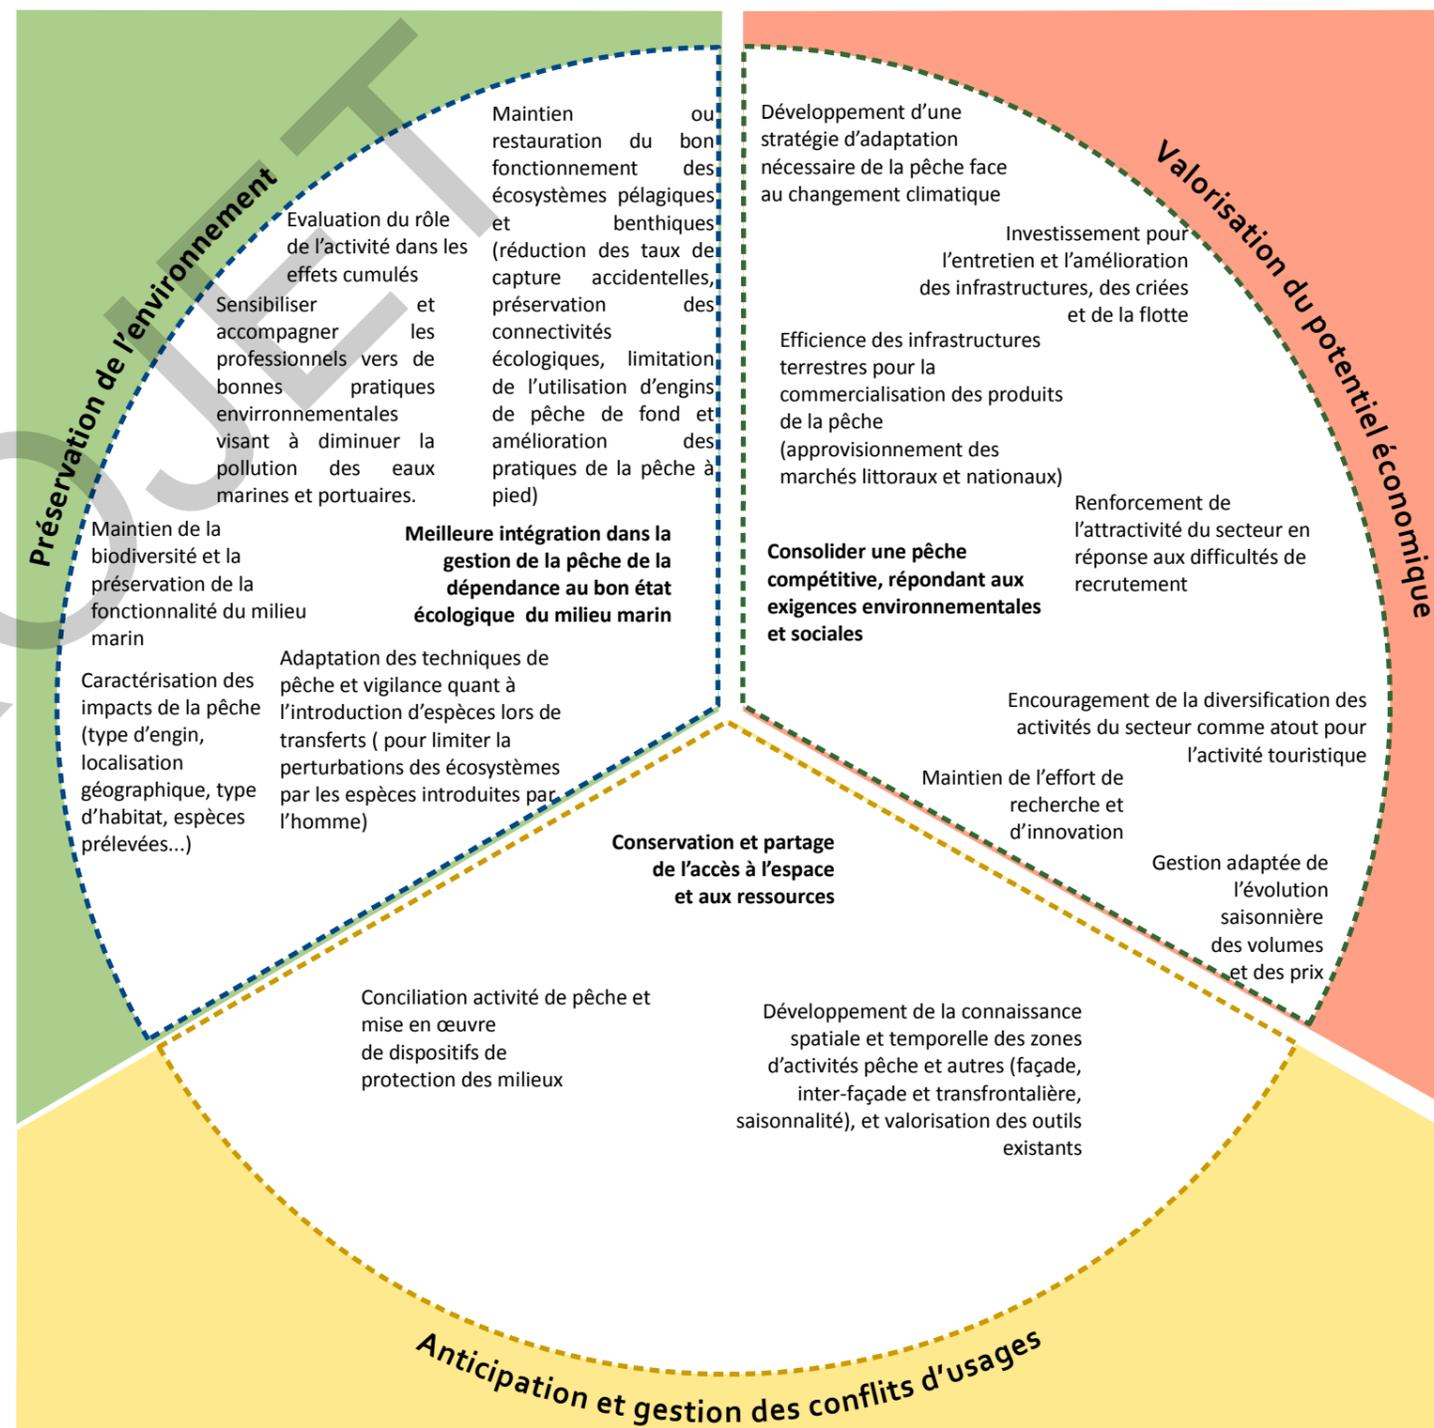 PROJET
Préservation de l'environnement
Maintien ou
restauration du bon
fonctionnement des
écosystèmes pélagiques
et benthiques
(réduction des taux de
capture accidentelles,
préservation des
connectivités
écologiques, limitation
de l'utilisation d'engins
de pêche de fond et
amélioration des
pratiques de la pêche à
pied)
Evaluation du rôle
de l'activité dans les
effets cumulés
Sensibiliser et
accompagner les
professionnels vers de
bonnes pratiques
envirronnementales
visant à diminuer la
pollution des eaux
marines et portuaires.
Maintien de la
biodiversité et la
préservation de la
fonctionnalité du milieu
marin
Meilleure intégration dans la
gestion de la pêche de la
dépendance au bon état
écologique du milieu marin
Caractérisation des
impacts de la pêche
(type d'engin,
localisation
géographique, type
d'habitat, espèces
prélevées...)
Adaptation des techniques de
pêche et vigilance quant à
l'introduction d'espèces lors de
transferts ( pour limiter la
perturbations des écosystèmes
par les espèces introduites par
l'homme)
Valorisation du potentiel économique
Développement d'une
stratégie d'adaptation
nécessaire de la pêche face
au changement climatique
Investissement pour
l'entretien et l'amélioration
des infrastructures, des criées
et de la flotte
Efficience des infrastructures
terrestres pour la
commercialisation des produits
de la pêche
(approvisionnement des
marchés littoraux et nationaux)
Renforcement de
l'attractivité du secteur en
réponse aux difficultés de
recrutement
Consolider une pêche
compétitive, répondant aux
exigences environnementales
et sociales
Encouragement de la diversification des
activités du secteur comme atout pour
l'activité touristique
Maintien de l'effort de
recherche et
d'innovation
Gestion adaptée de
l'évolution
saisonnière
des volumes
et des prix
Conservation et partage
de l'accès à l'espace
et aux ressources
Conciliation activité de pêche et
mise en œuvre
de dispositifs de
protection des milieux
Développement de la connaissance
spatiale et temporelle des zones
d'activités pêche et autres (façade,
inter-façade et transfrontalière,
saisonnalité), et valorisation des outils
existants
Anticipation et gestion des conflits d'usages